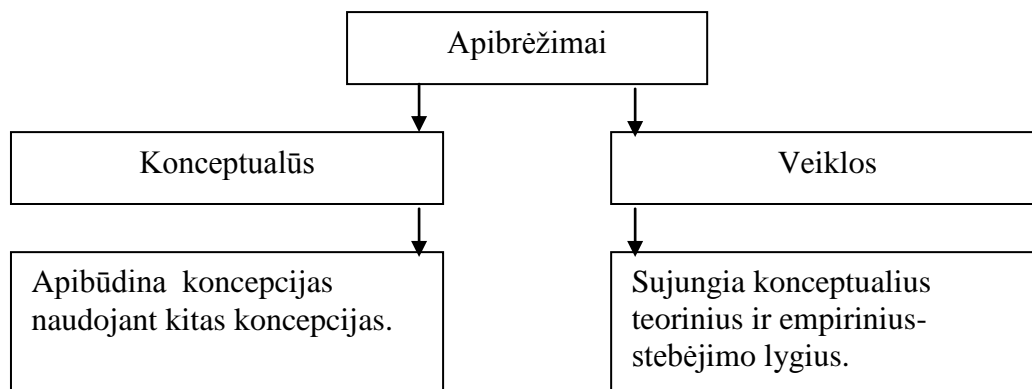 Apibrėžimai
Konceptualūs
Veiklos
Apibūdina koncepcijas
naudojant kitas koncepcijas.
Sujungia konceptualius
teorinius ir empirinius-
stebėjimo lygius.